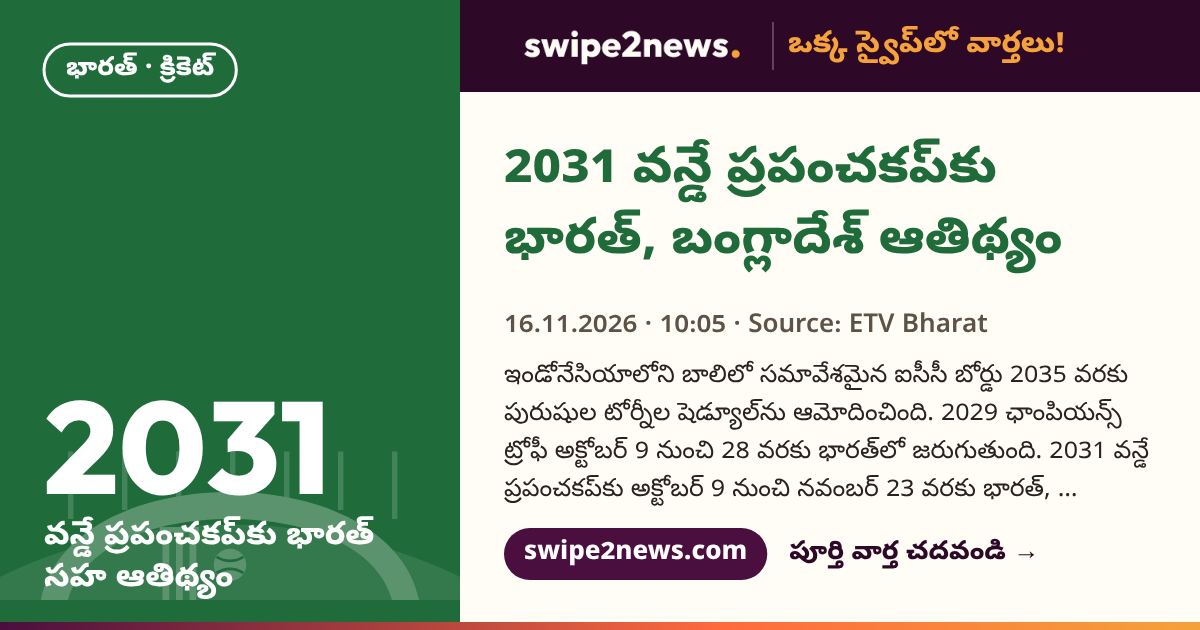 భారత్ · క్రికెట్
2031
వన్డే ప్రపంచకప్‌కు భారత్
సహ ఆతిథ్యం
swipe2news.
ఒక్క స్వైప్‌లో వార్తలు!
2031 వన్డే ప్రపంచకప్‌కు
భారత్, బంగ్లాదేశ్ ఆతిథ్యం
16.11.2026 · 10:05 · Source: ETV Bharat
ఇండోనేసియాలోని బాలిలో సమావేశమైన ఐసీసీ బోర్డు 2035 వరకు
పురుషుల టోర్నీల షెడ్యూల్‌ను ఆమోదించింది. 2029 ఛాంపియన్స్
ట్రోఫీ అక్టోబర్ 9 నుంచి 28 వరకు భారత్‌లో జరుగుతుంది. 2031 వన్డే
ప్రపంచకప్‌కు అక్టోబర్ 9 నుంచి నవంబర్ 23 వరకు భారత్, ...
swipe2news.com
పూర్తి వార్త చదవండి →